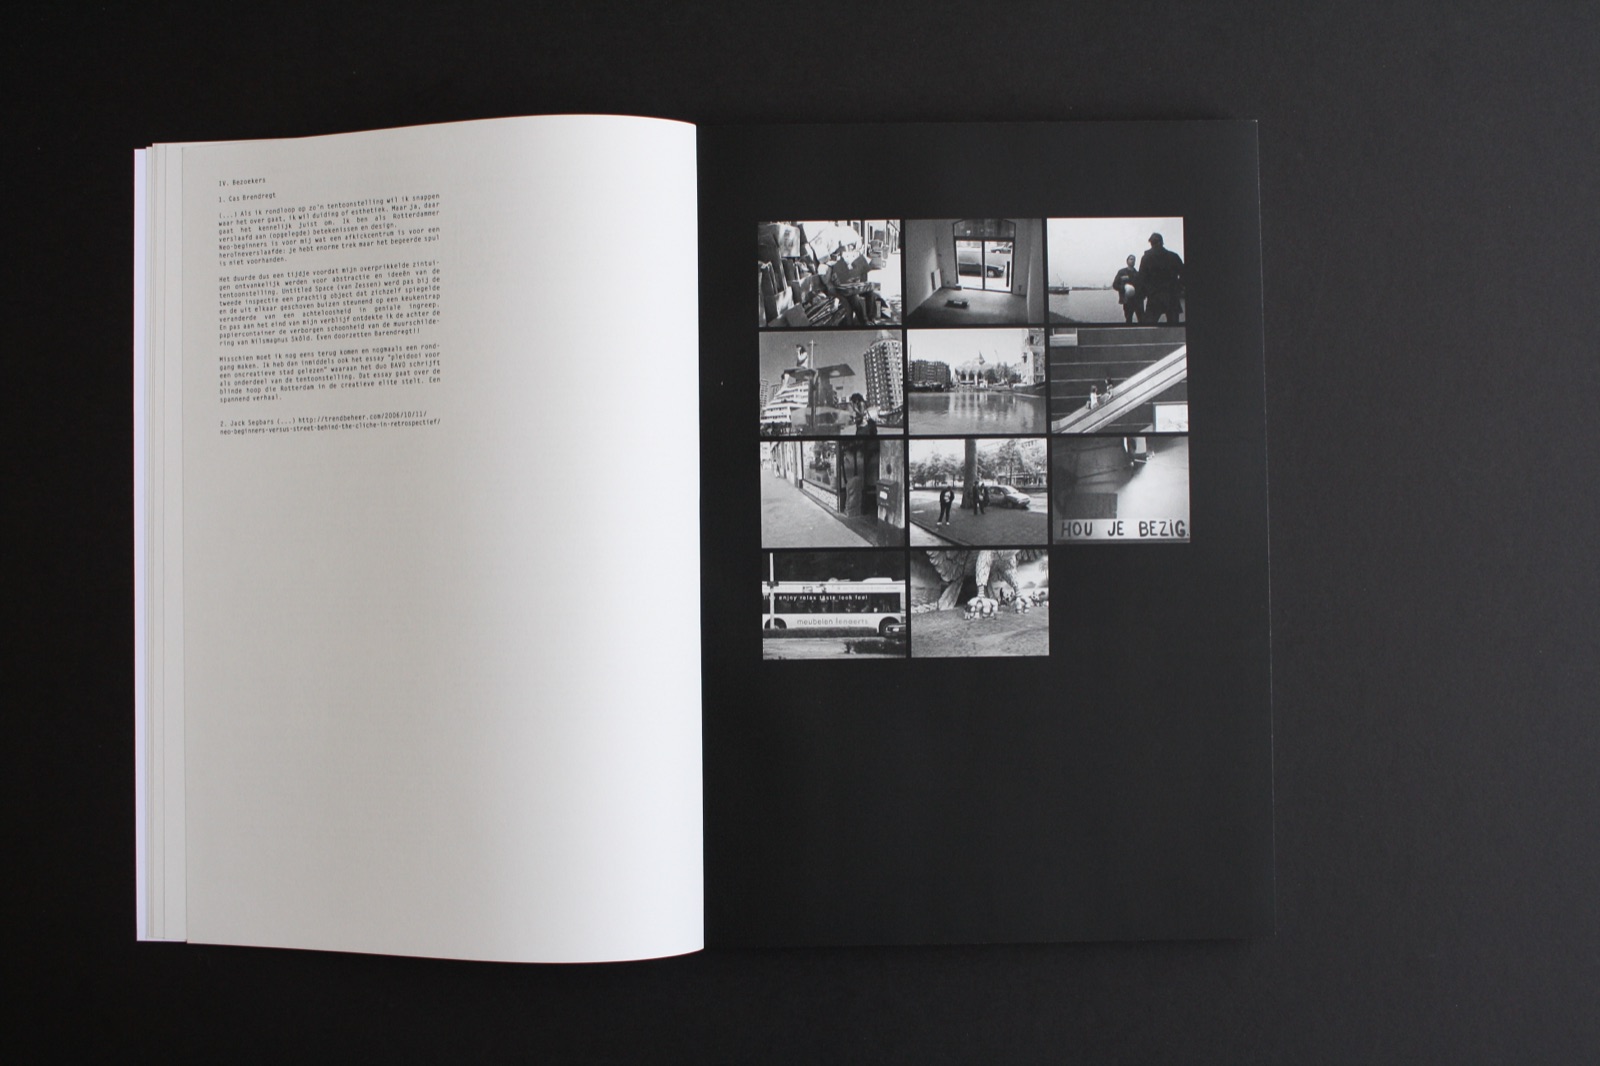 IV. Bezoekers
1. Cas Brendregt
(...) Als ik rondloop op zo'n tentoonstelling wil ik snappen
waar het over gaat, ik wil duiding of esthetiek. Maar ja, daar
gaat het kennelijk juist om. Ik ben als Rotterdammer
verslaafd aan (opgelegde) betekenissen en design.
Neo-beginners is voor mij wat een afkickcentrum is voor een
heroïneverslaafde: je hebt enorme trek maar het begeerde spul
is niet voorhanden.
Het duurde dus een tijdje voordat mijn overprikkelde zintui-
gen ontvankelijk werden voor abstractie en ideeën van de
tentoonstelling. Untitled Space (van Zessen) werd pas bij de
tweede inspectie een prachtig object dat zichzelf spiegelde
en de uit elkaar geschoven buizen steunend op een keukentrap
veranderde van een achteloosheid in geniale ingreep.
En pas aan het eind van mijn verblijf ontdekte ik de achter de
papiercontainer de verborgen schoonheid van de muurschilde-
ring van Nilsmagnus Sköld. Even doorzetten Barendregt!!
Misschien moet ik nog eens terug komen en nogmaals een rond-
gang maken. Ik heb dan inmiddels ook het essay "pleidooi voor
een oncreatieve stad gelezen" waaraan het duo BAVO schrijft
als onderdeel van de tentoonstelling. Dat essay gaat over de
blinde hoop die Rotterdam in de creatieve elite stelt. Een
spannend verhaal.
2. Jack Segbars (...) http://trendbeheer.com/2006/10/11/
neo-beginners-versus-street-behind-the-cliche-in-retrospectief/
HOU JE BEZIG.
enjoy relax taste look feel
meubelen